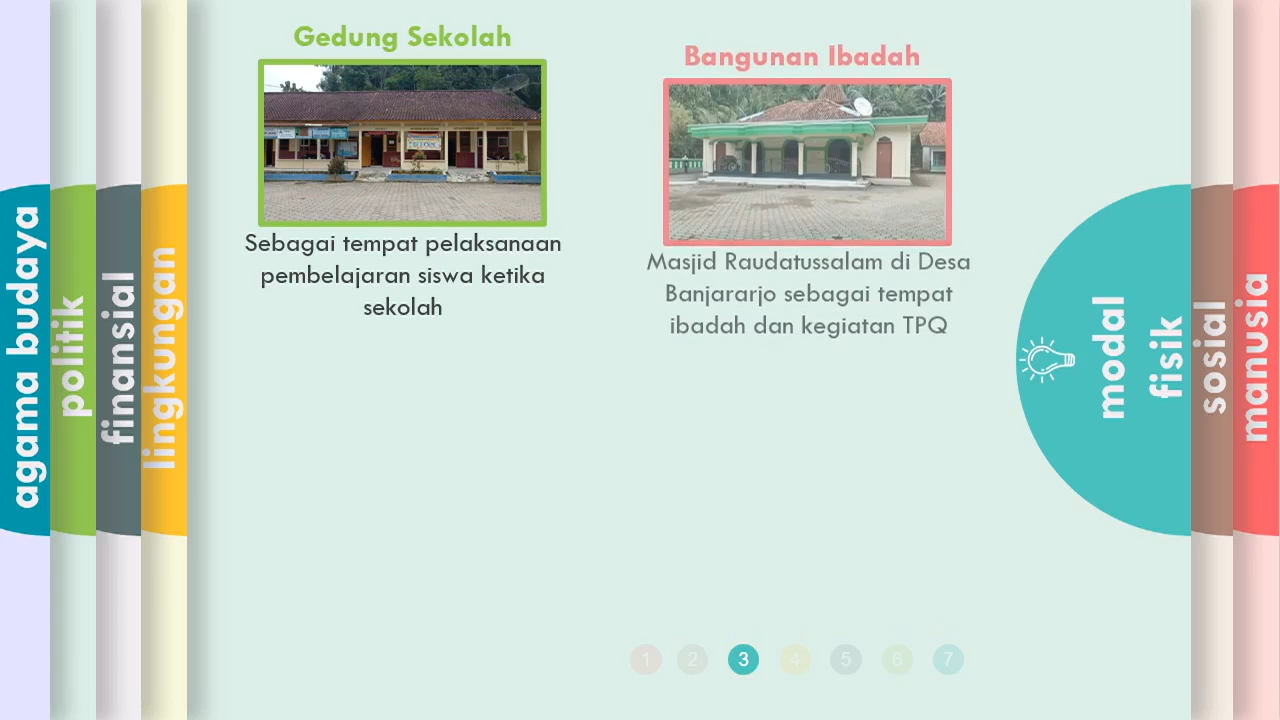 Gedung Sekolah
Sebagai tempat pelaksanaan
pembelajaran siswa ketika
sekolah
Bangunan Ibadah
Masjid Raudatussalam di Desa
Banjararjo sebagai tempat
ibadah dan kegiatan TPQ
agama budaya
politik
finansial
lingkungan
modal
fisik
sosial
manusia
1 2 3 4 5 6 7